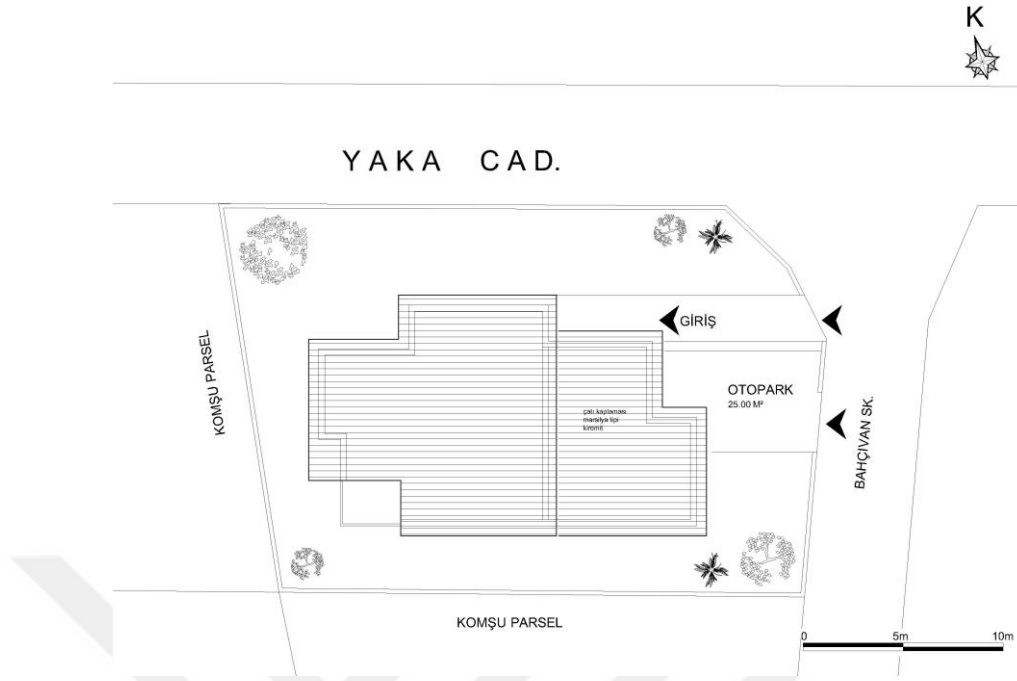 K
YAKA CAD.
KOMŞU PARSEL
GİRİŞ
OTOPARK
25.00 M²
çatı kaplaması
marsilya tipi
kiremit
BAHÇIVAN SK.
KOMŞU PARSEL
0 5m 10m